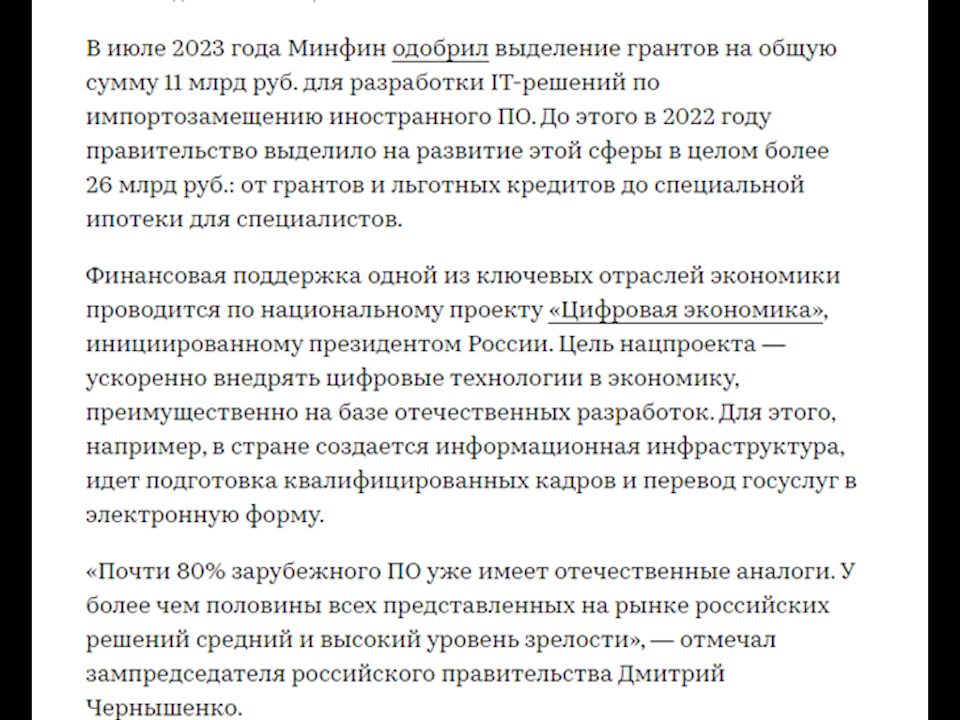 В июле 2023 года Минфин одобрил выделение грантов на общую
сумму 11 млрд руб. для разработки IT-решений по
импортозамещению иностранного ПО. До этого в 2022 году
правительство выделило на развитие этой сферы в целом более
26 млрд руб.: от грантов и льготных кредитов до специальной
ипотеки для специалистов.
Финансовая поддержка одной из ключевых отраслей экономики
проводится по национальному проекту «Цифровая экономика»,
инициированному президентом России. Цель нацпроекта —
ускоренно внедрять цифровые технологии в экономику,
преимущественно на базе отечественных разработок. Для этого,
например, в стране создается информационная инфраструктура,
идет подготовка квалифицированных кадров и перевод госуслуг в
электронную форму.
«Почти 80% зарубежного ПО уже имеет отечественные аналоги. У
более чем половины всех представленных на рынке российских
решений средний и высокий уровень зрелости», — отмечал
зампредседателя российского правительства Дмитрий
Чернышенко.